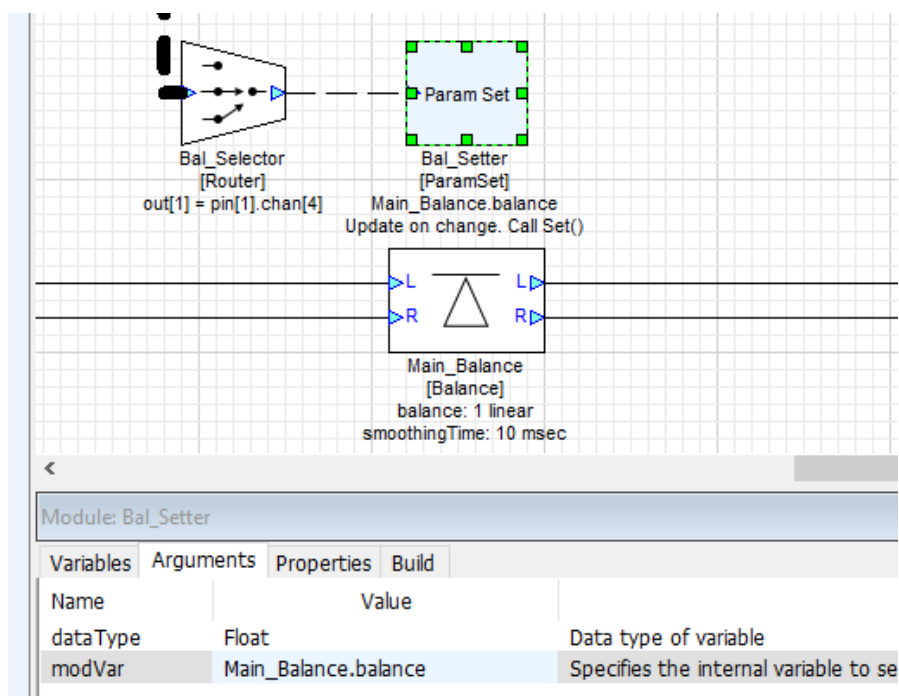 Param Set
Bal_Selector
[Router]
out[1] = pin[1].chan[4]
Bal_Setter
[ParamSet]
Main_Balance.balance
Update on change. Call Set()
L L
R R
Main_Balance
[Balance]
balance: 1 linear
smoothingTime: 10 msec
Module: Bal_Setter
Variables Arguments Properties Build
Name Value
dataType Float Data type of variable
modVar Main_Balance.balance Specifies the internal variable to se